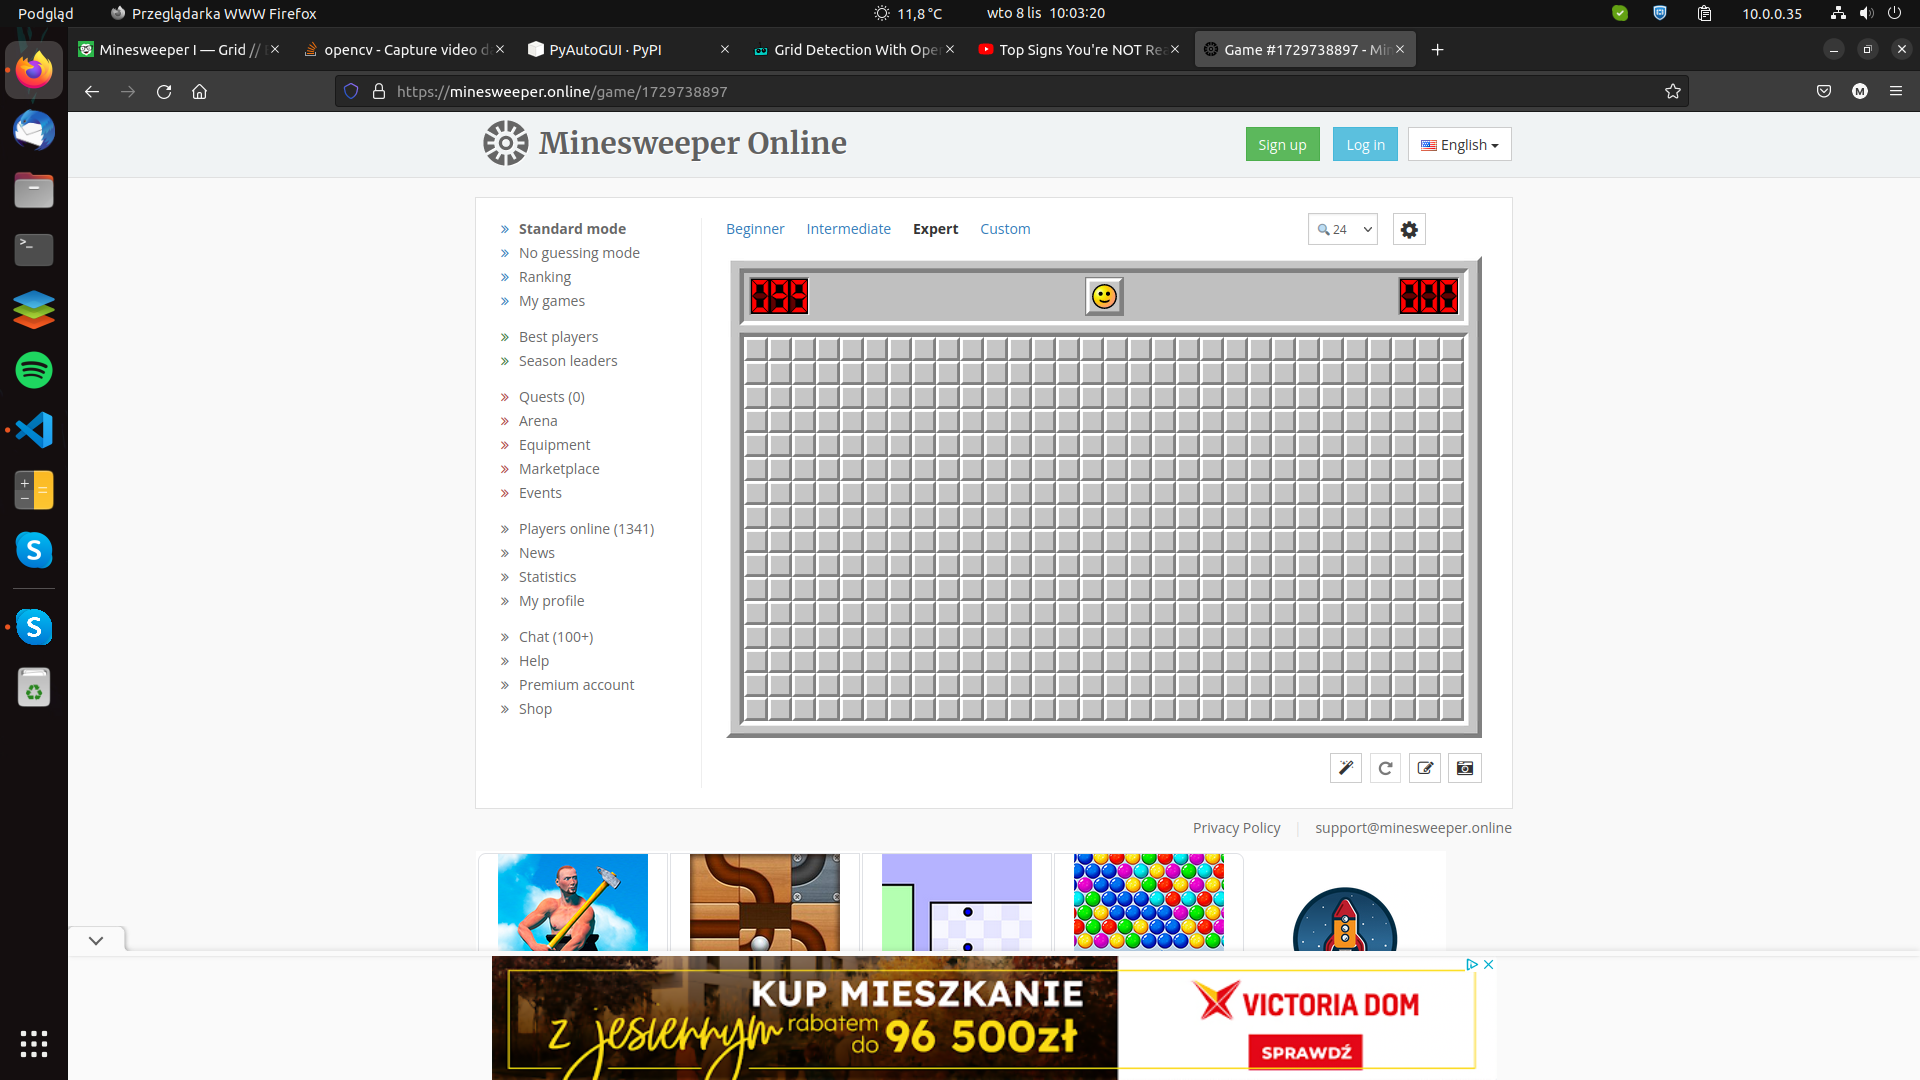 Podgląd
Przeglądarka WWW Firefox
11,8 °C
wto 8 lis 10:03:20
10.0.0.35
Minesweeper I — Grid //
opencv - Capture video
PyAutoGUI · PyPI
Grid Detection With Ope
Top Signs You're NOT Re
Game #1729738897 - Mi
https://minesweeper.online/game/1729738897
M
Minesweeper Online
Sign up
Log in
English
Standard mode
No guessing mode
Ranking
My games
Best players
Season leaders
Quests (0)
Arena
Equipment
Marketplace
Events
Players online (1341)
News
Statistics
My profile
Chat (100+)
Help
Premium account
Shop
Beginner
Intermediate
Expert
Custom
24
Privacy Policy
support@minesweeper.online
KUP MIESZKANIE
z jesiennym rabatem do 96 500zł
VICTORIA DOM
SPRAWDŹ